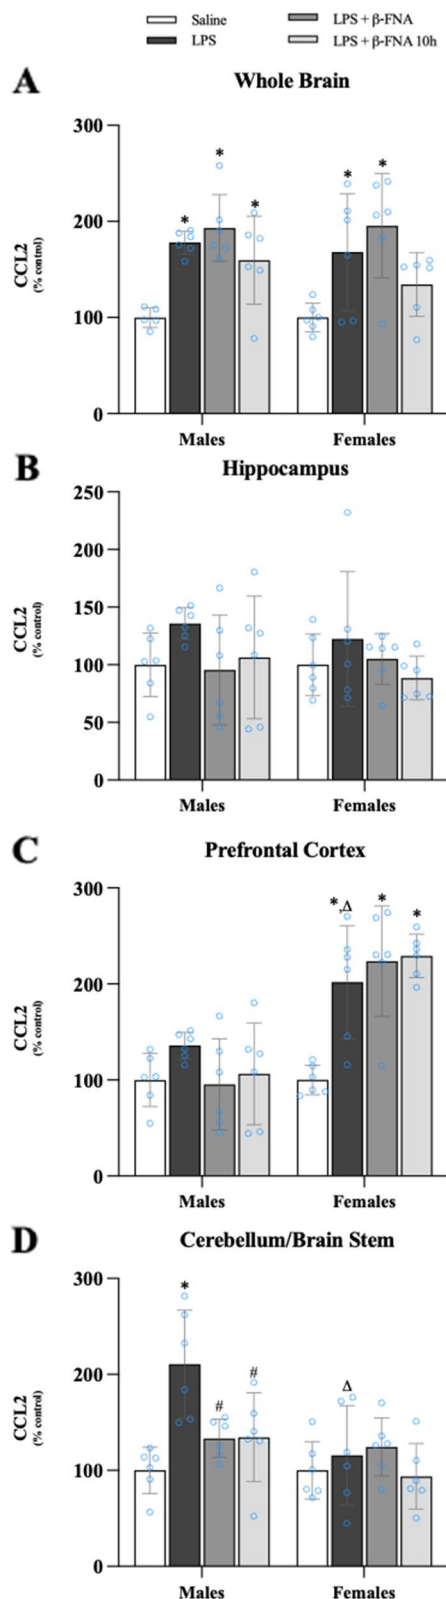 Saline
LPS
LPS + β-FNA
LPS + β-FNA 10h
A
Whole Brain
300
200
100
0
CCL2
(% control)
*
*
*
*
*
Males
Females
B
Hippocampus
250
200
150
100
50
0
CCL2
(% control)
Males
Females
C
Prefrontal Cortex
300
200
100
0
CCL2
(% control)
*,Δ
*
*
Males
Females
D
Cerebellum/Brain Stem
300
200
100
0
CCL2
(% control)
*
#
#
Δ
Males
Females